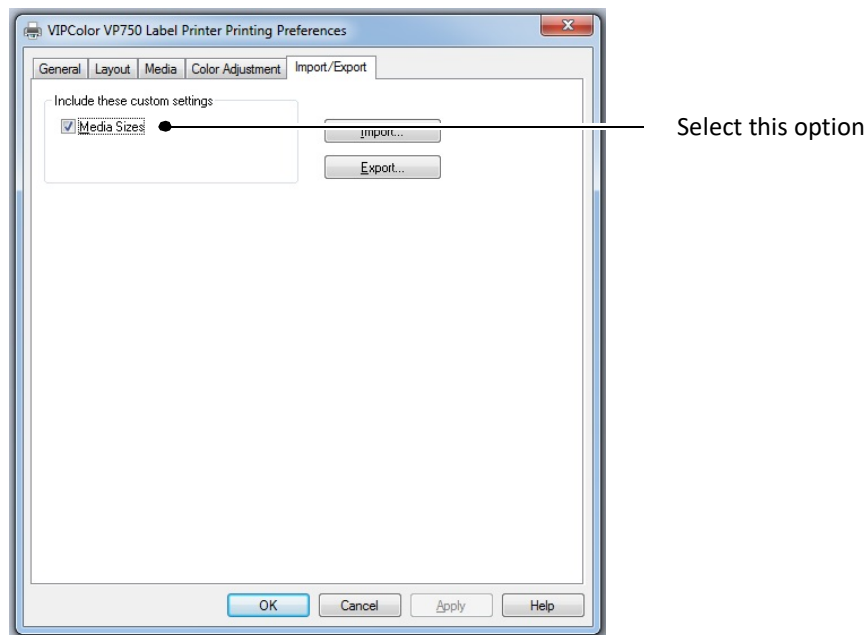 VIPColor VP750 Label Printer Printing Preferences
General Layout Media Color Adjustment Import/Export
Include these custom settings
Media Sizes
Import...
Select this option
Export...
OK Cancel Apply Help